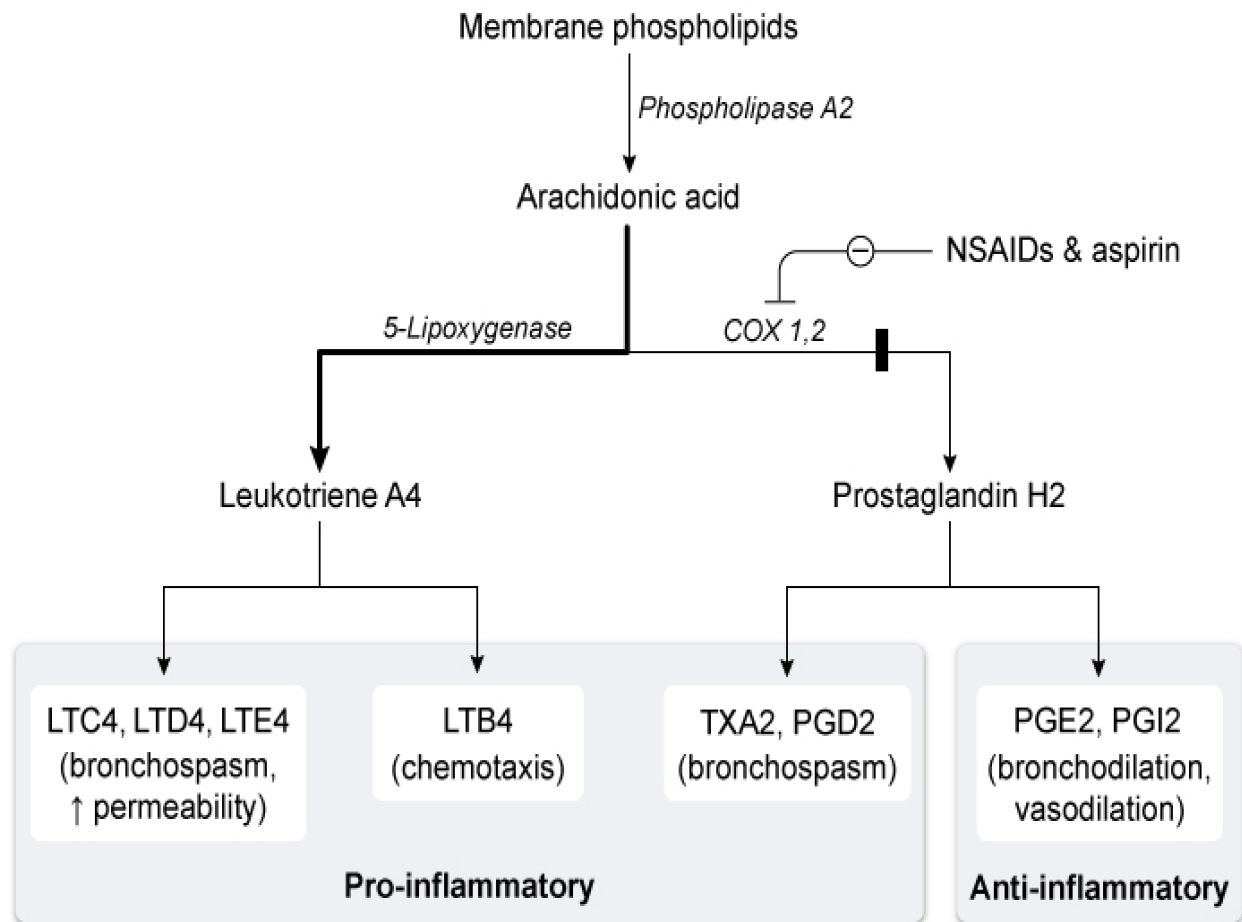 Membrane phospholipids
Phospholipase A2
Arachidonic acid
NSAIDs & aspirin
5-Lipoxygenase
COX 1,2
Leukotriene A4
Prostaglandin H2
LTC4, LTD4, LTE4
(bronchospasm,
↑ permeability)
LTB4
(chemotaxis)
TXA2, PGD2
(bronchospasm)
PGE2, PGI2
(bronchodilation,
vasodilation)
Pro-inflammatory
Anti-inflammatory